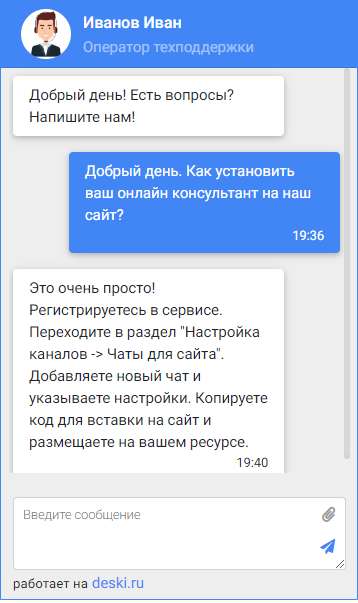 Иванов Иван
Оператор техподдержки
Добрый день! Есть вопросы?
Напишите нам!
Добрый день. Как установить
ваш онлайн консультант на наш
сайт?
19:36
Это очень просто!
Регистрируетесь в сервисе.
Переходите в раздел "Настройка
каналов -> Чаты для сайта".
Добавляете новый чат и
указываете настройки. Копируете
код для вставки на сайт и
размещаете на вашем ресурсе.
19:40
Введите сообщение
работает на deski.ru